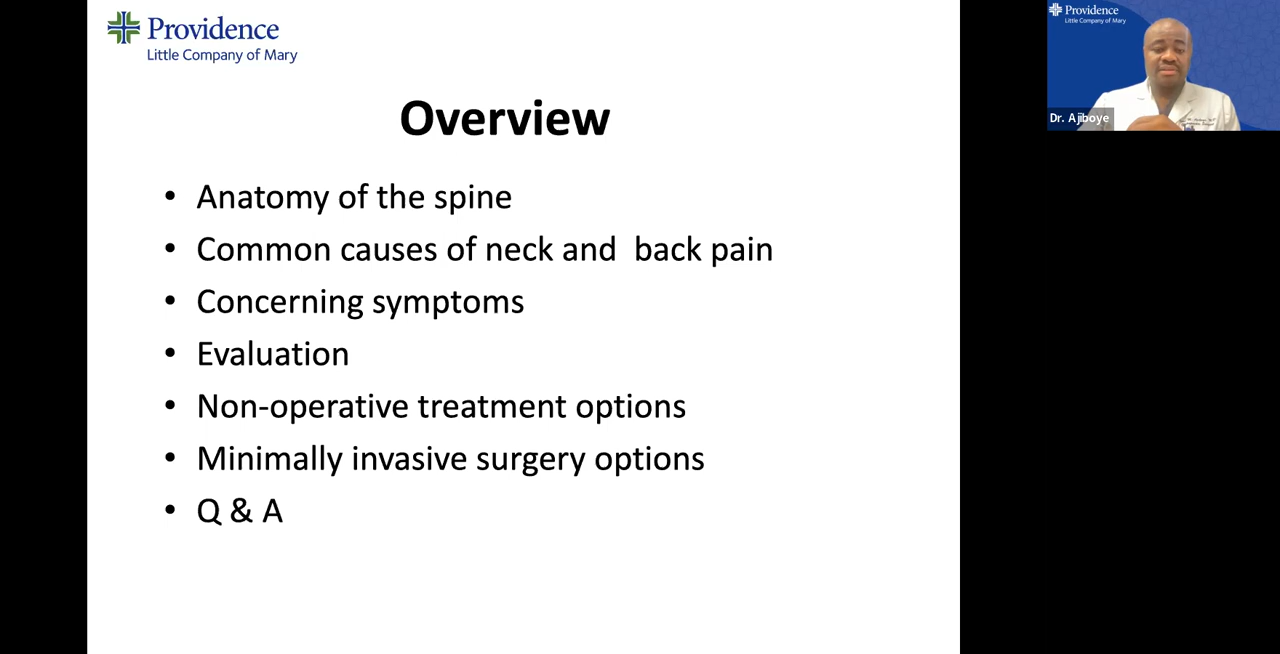 Providence
Little Company of Mary
Overview
• Anatomy of the spine
• Common causes of neck and  back pain
• Concerning symptoms
• Evaluation
• Non-operative treatment options
• Minimally invasive surgery options
• Q & A
Providence
Little Company of Mary
Dr. Ajiboye